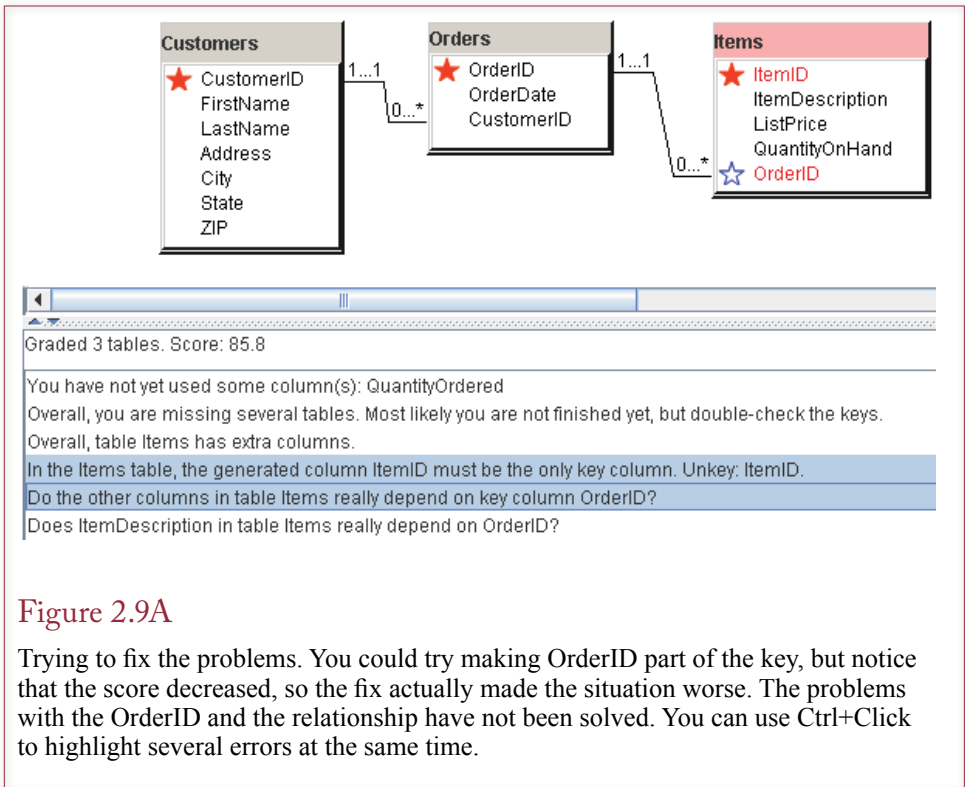 Customers
CustomerID
FirstName
LastName
Address
City
State
ZIP
1...1
0...*
Orders
OrderID
OrderDate
CustomerID
1...1
0...*
Items
ItemID
ItemDescription
ListPrice
QuantityOnHand
OrderID
Graded 3 tables. Score: 85.8
You have not yet used some column(s): QuantityOrdered
Overall, you are missing several tables. Most likely you are not finished yet, but double-check the keys.
Overall, table Items has extra columns.
In the Items table, the generated column ItemID must be the only key column. Unkey: ItemID.
Do the other columns in table Items really depend on key column OrderID?
Does ItemDescription in table Items really depend on OrderID?
Figure 2.9A
Trying to fix the problems. You could try making OrderID part of the key, but notice
that the score decreased, so the fix actually made the situation worse. The problems
with the OrderID and the relationship have not been solved. You can use Ctrl+Click
to highlight several errors at the same time.